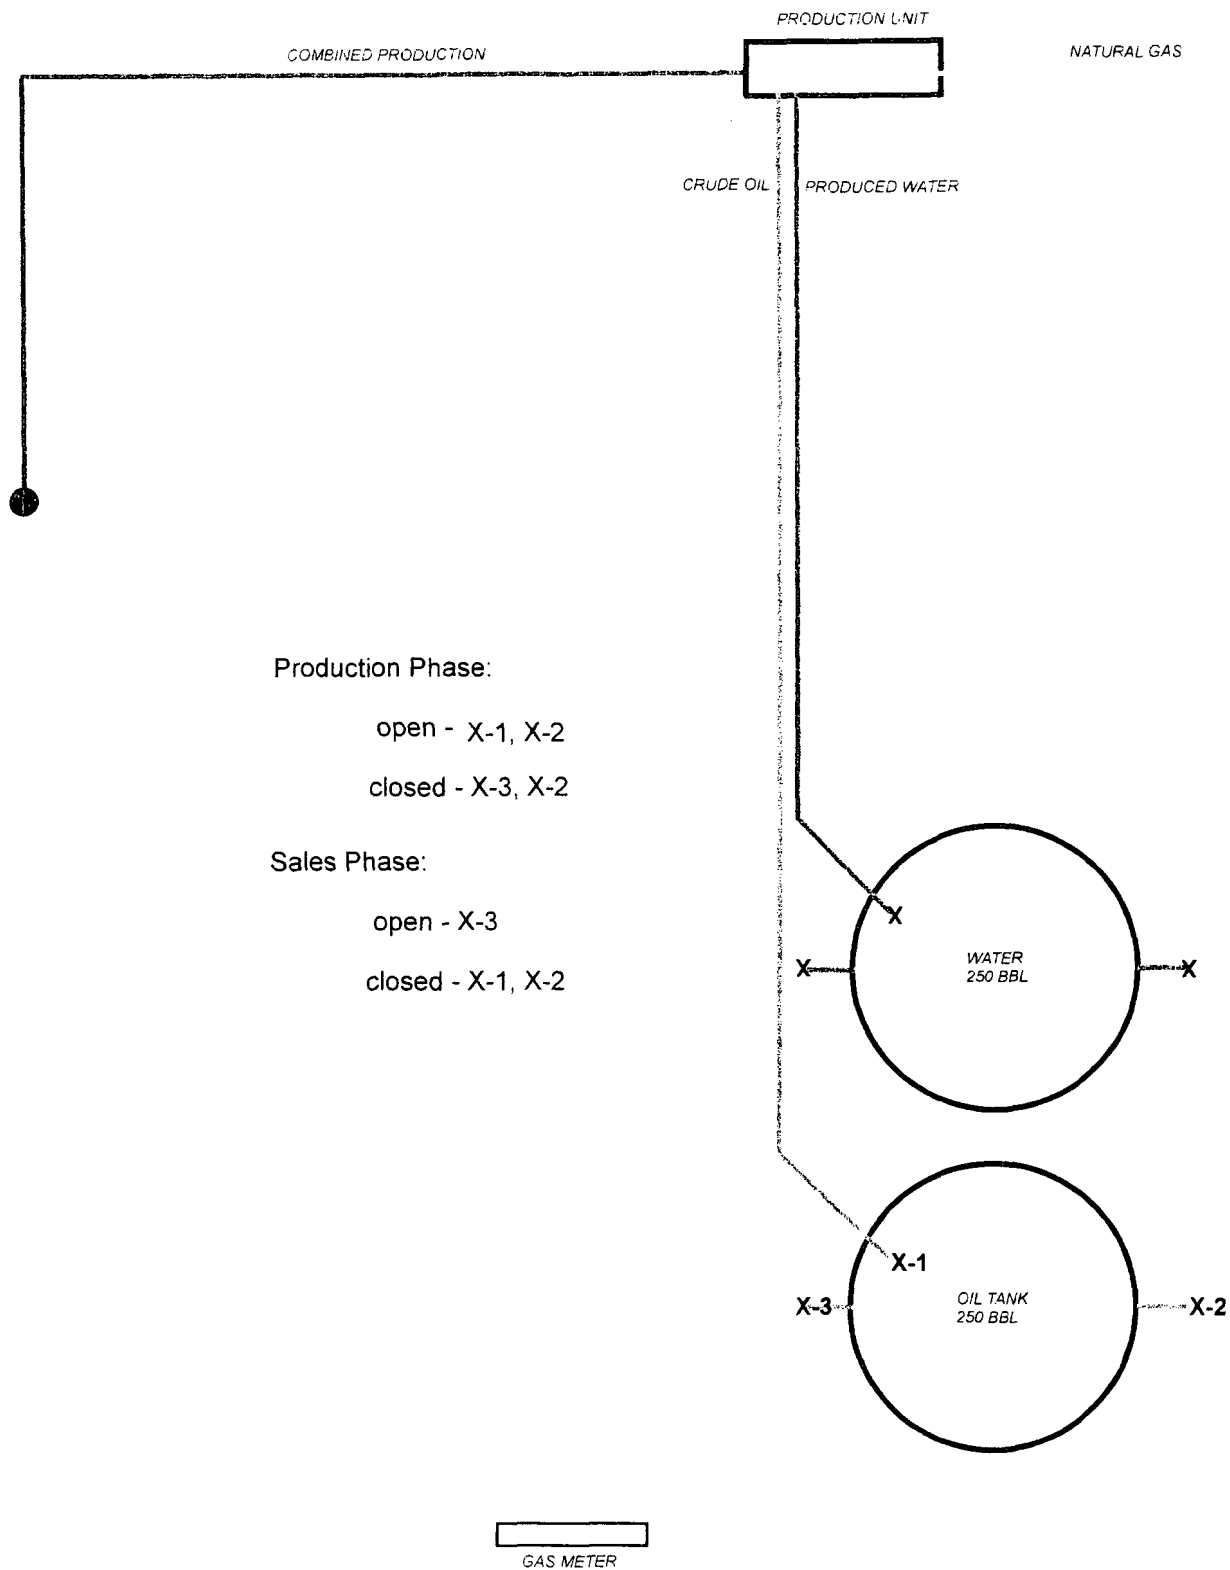 PRODUCTION UNIT
COMBINED PRODUCTION
NATURAL GAS
CRUDE OIL
PRODUCED WATER
Production Phase:
open - X-1, X-2
closed - X-3, X-2
Sales Phase:
open - X-3
closed - X-1, X-2
X
X
WATER
250 BBL
X
X-1
X-3
OIL TANK
250 BBL
X-2
GAS METER